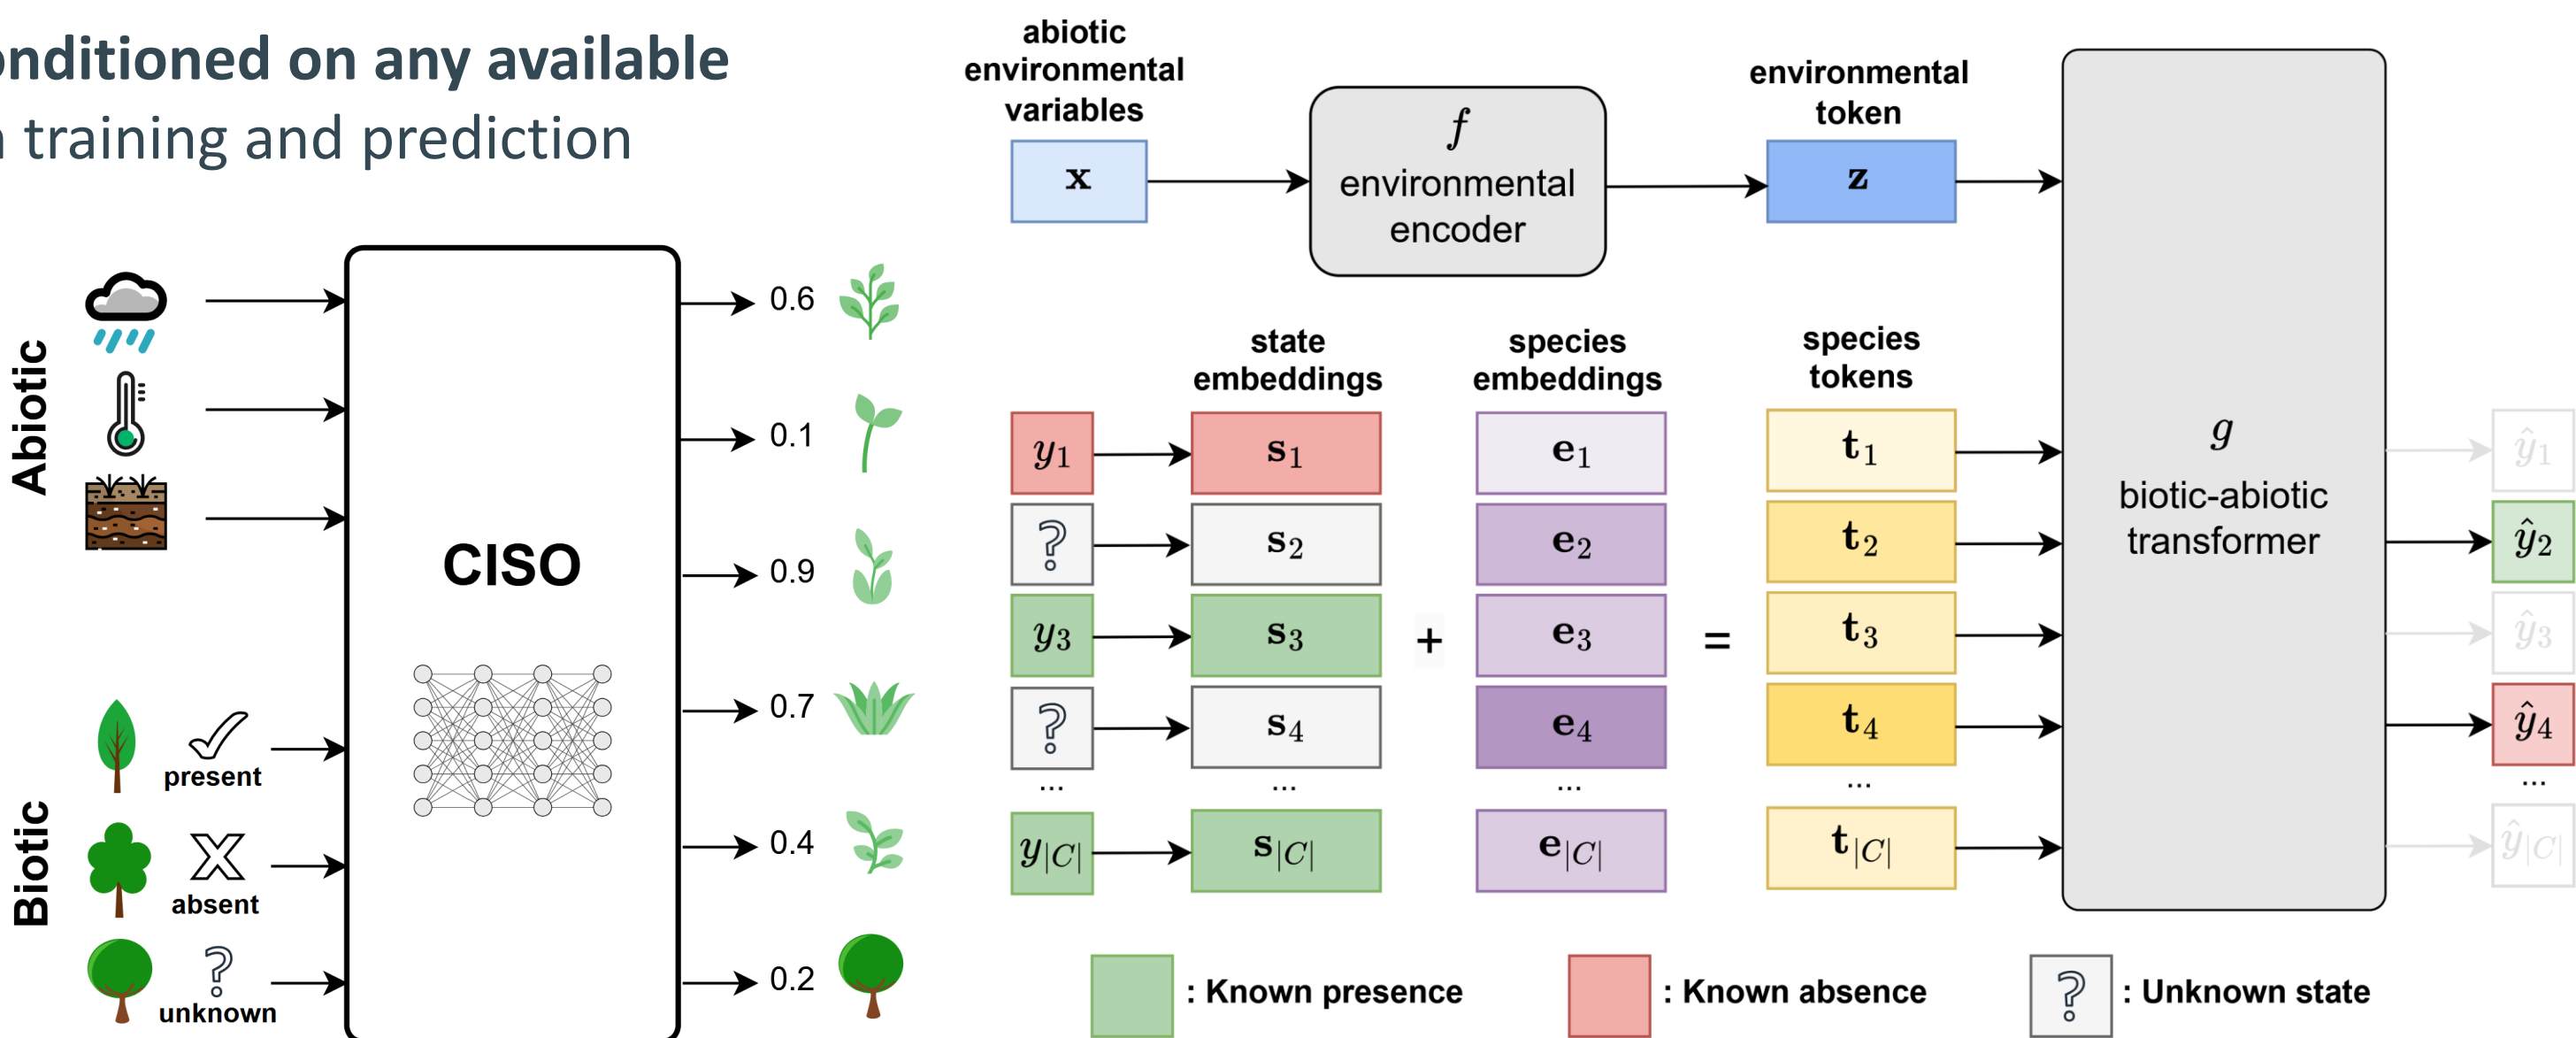 onditioned on any available
training and prediction
Abiotic
Biotic
present
absent
?
unknown
CISO
0.6
0.1
0.9
0.7
0.4
0.2
abiotic
environmental
variables
x
f
environmental
encoder
environmental
token
z
state
embeddings
species
embeddings
species
tokens
y₁ s₁ e₁ t₁
? s₂ e₂ t₂
y₃ s₃ + e₃ = t₃
? s₄ e₄ t₄
... ... ... ...
y|C| s|C| e|C| t|C|
g
biotic-abiotic
transformer
ŷ₁
ŷ₂
ŷ₃
ŷ₄
...
ŷ|C|
: Known presence
: Known absence
? : Unknown state